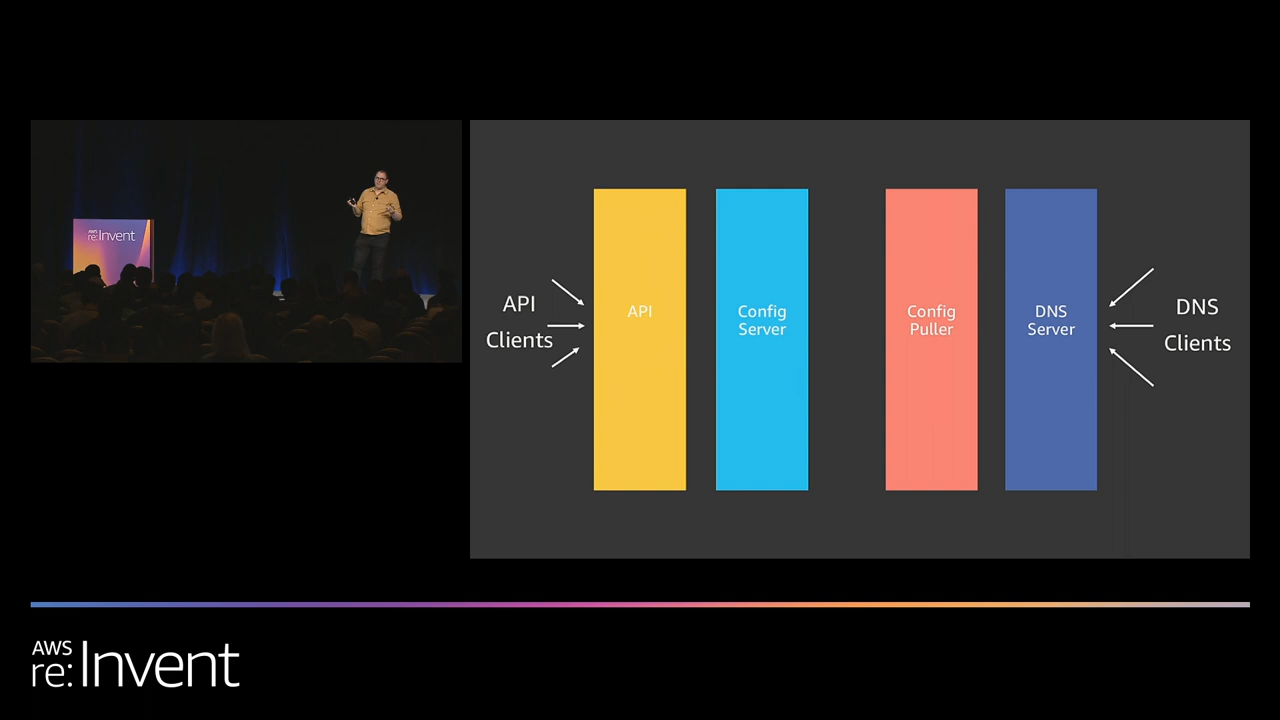 AWS
re:Invent
API
Clients
API
Config
Server
Config
Puller
DNS
Server
DNS
Clients
AWS
re:Invent